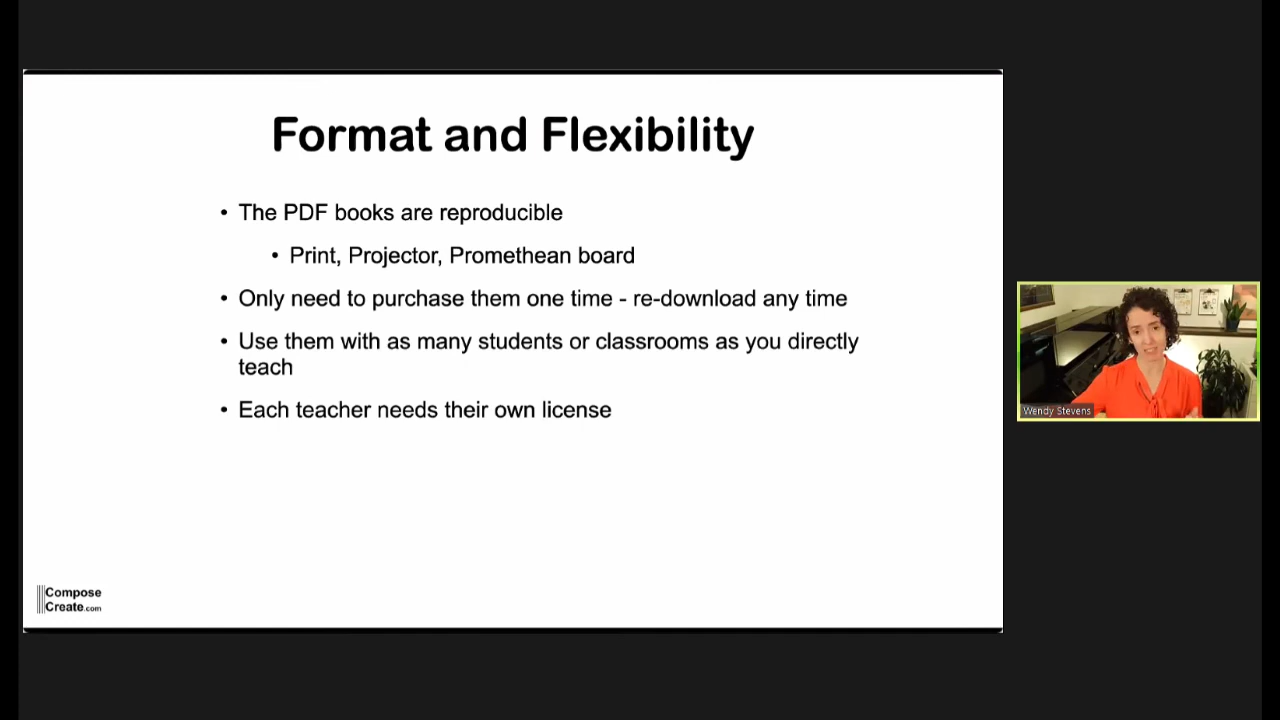 Format and Flexibility
• The PDF books are reproducible
• Print, Projector, Promethean board
• Only need to purchase them one time - re-download any time
• Use them with as many students or classrooms as you directly
teach
• Each teacher needs their own license
Compose
Create.com
Wendy Stevens